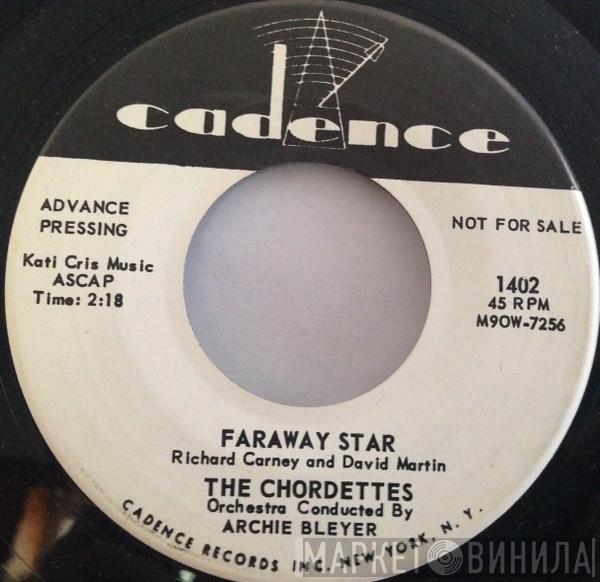 cadence
ADVANCE
PRESSING
NOT FOR SALE
Kati Cris Music
ASCAP
Time: 2:18
1402
45 RPM
M9OW-7256
FARAWAY STAR
Richard Carney and David Martin
THE CHORDETTES
Orchestra Conducted By
ARCHIE BLEYER
CADENCE RECORDS INC. NEW YORK, N. Y.
МАРКЕТ ВИНИЛА